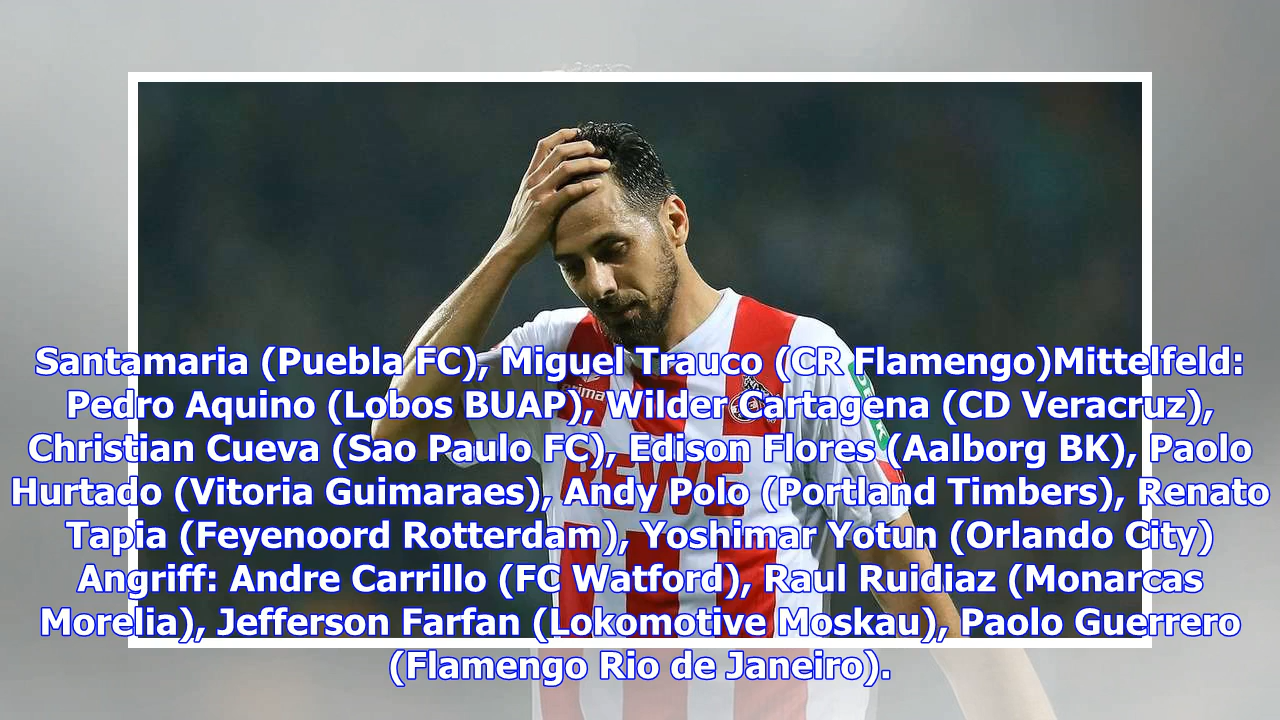 Santamaria (Puebla FC), Miguel Trauco (CR Flamengo)Mittelfeld:
Pedro Aquino (Lobos BUAP), Wilder Cartagena (CD Veracruz),
Christian Cueva (Sao Paulo FC), Edison Flores (Aalborg BK), Paolo
Hurtado (Vitoria Guimaraes), Andy Polo (Portland Timbers), Renato
Tapia (Feyenoord Rotterdam), Yoshimar Yotun (Orlando City)
Angriff: Andre Carrillo (FC Watford), Raul Ruidiaz (Monarcas
Morelia), Jefferson Farfan (Lokomotive Moskau), Paolo Guerrero
(Flamengo Rio de Janeiro).
erima
REWE